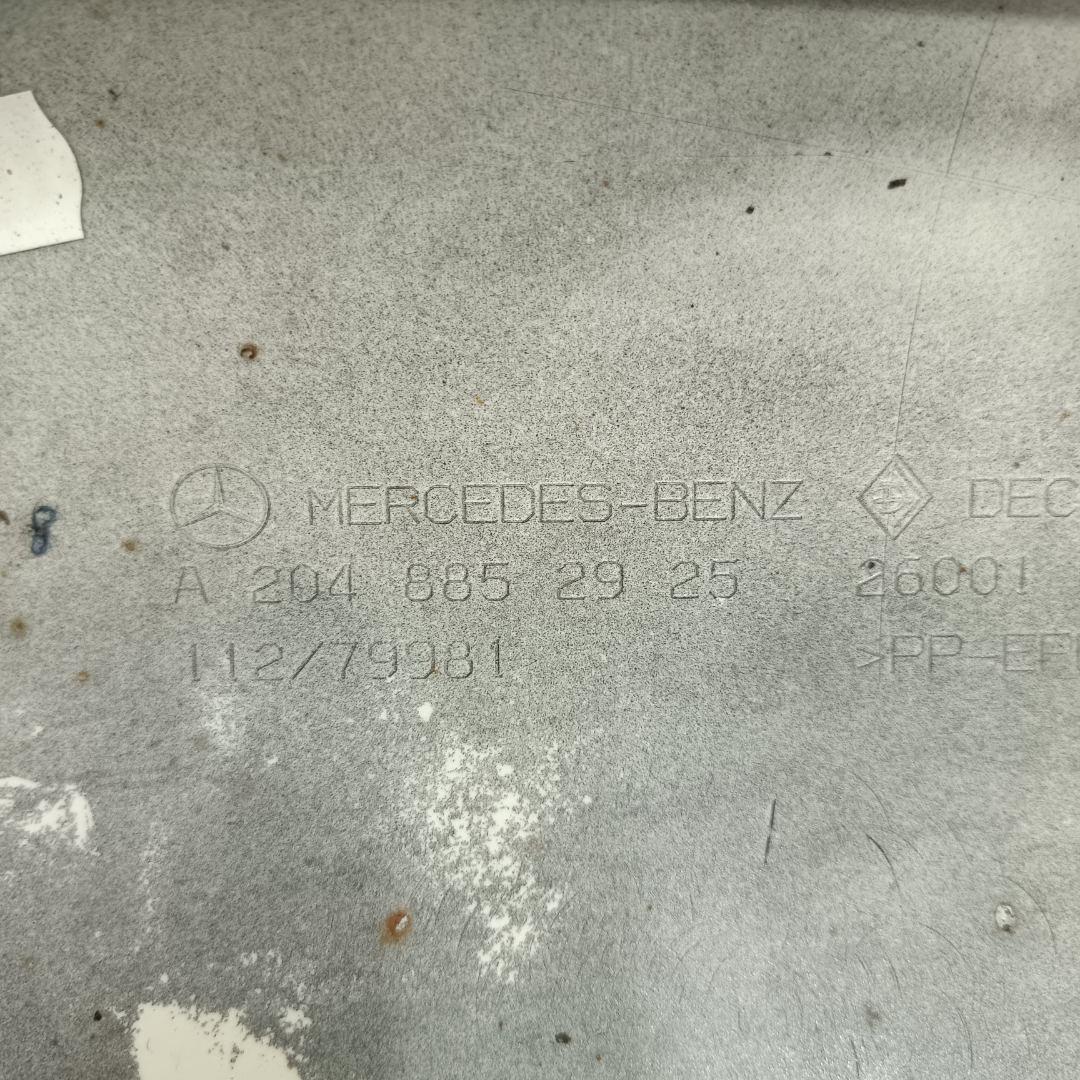 MERCEDES-BENZ DEC
A 204 885 29 25 26001
112/79981 >PP-EP